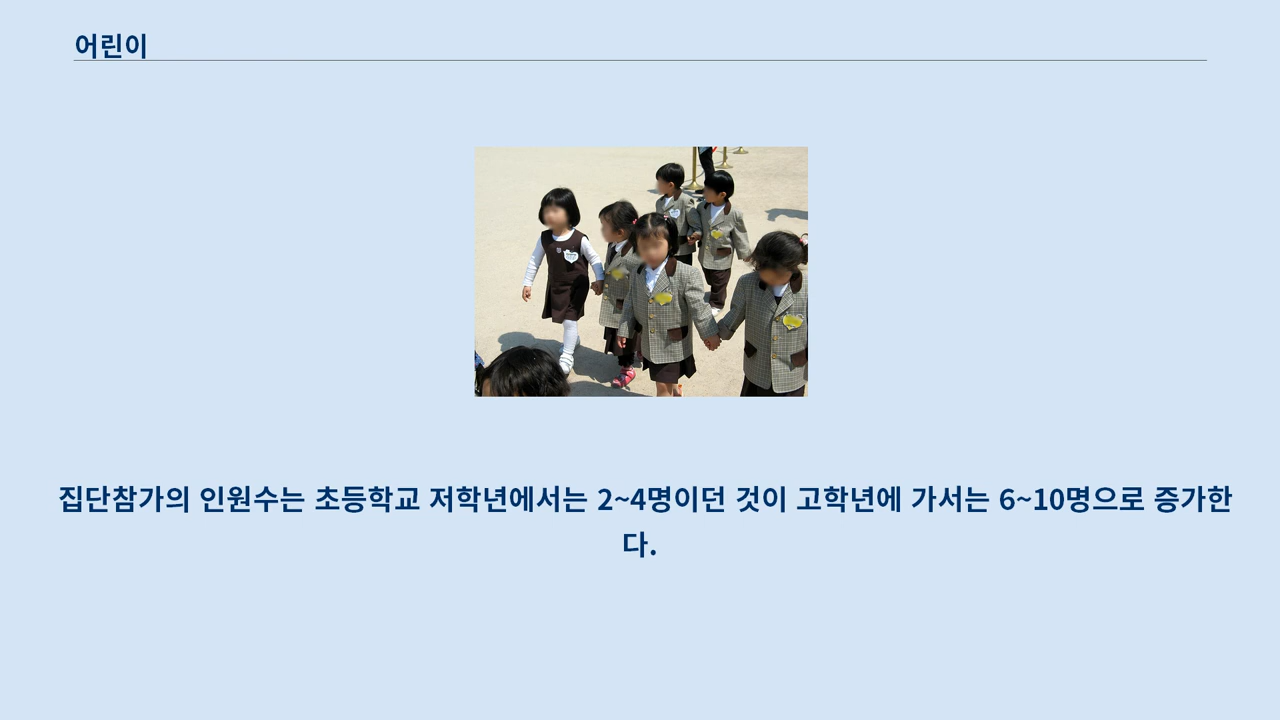 어린이
집단참가의 인원수는 초등학교 저학년에서는 2~4명이던 것이 고학년에 가서는 6~10명으로 증가한
다.